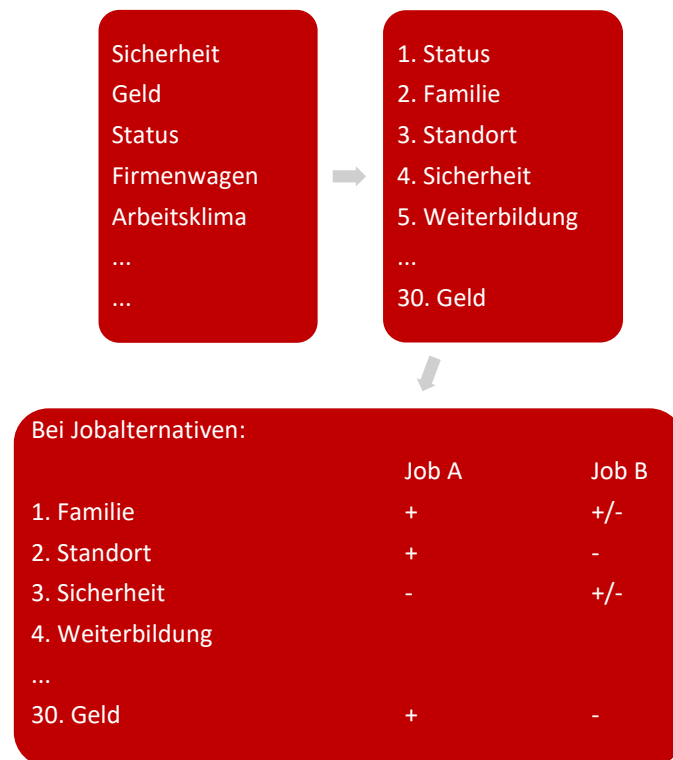 Sicherheit
Geld
Status
Firmenwagen
Arbeitsklima
...
...
1. Status
2. Familie
3. Standort
4. Sicherheit
5. Weiterbildung
...
30. Geld
Bei Jobalternativen:
Job A Job B
1. Familie + +/-
2. Standort + -
3. Sicherheit - +/-
4. Weiterbildung
...
30. Geld + -